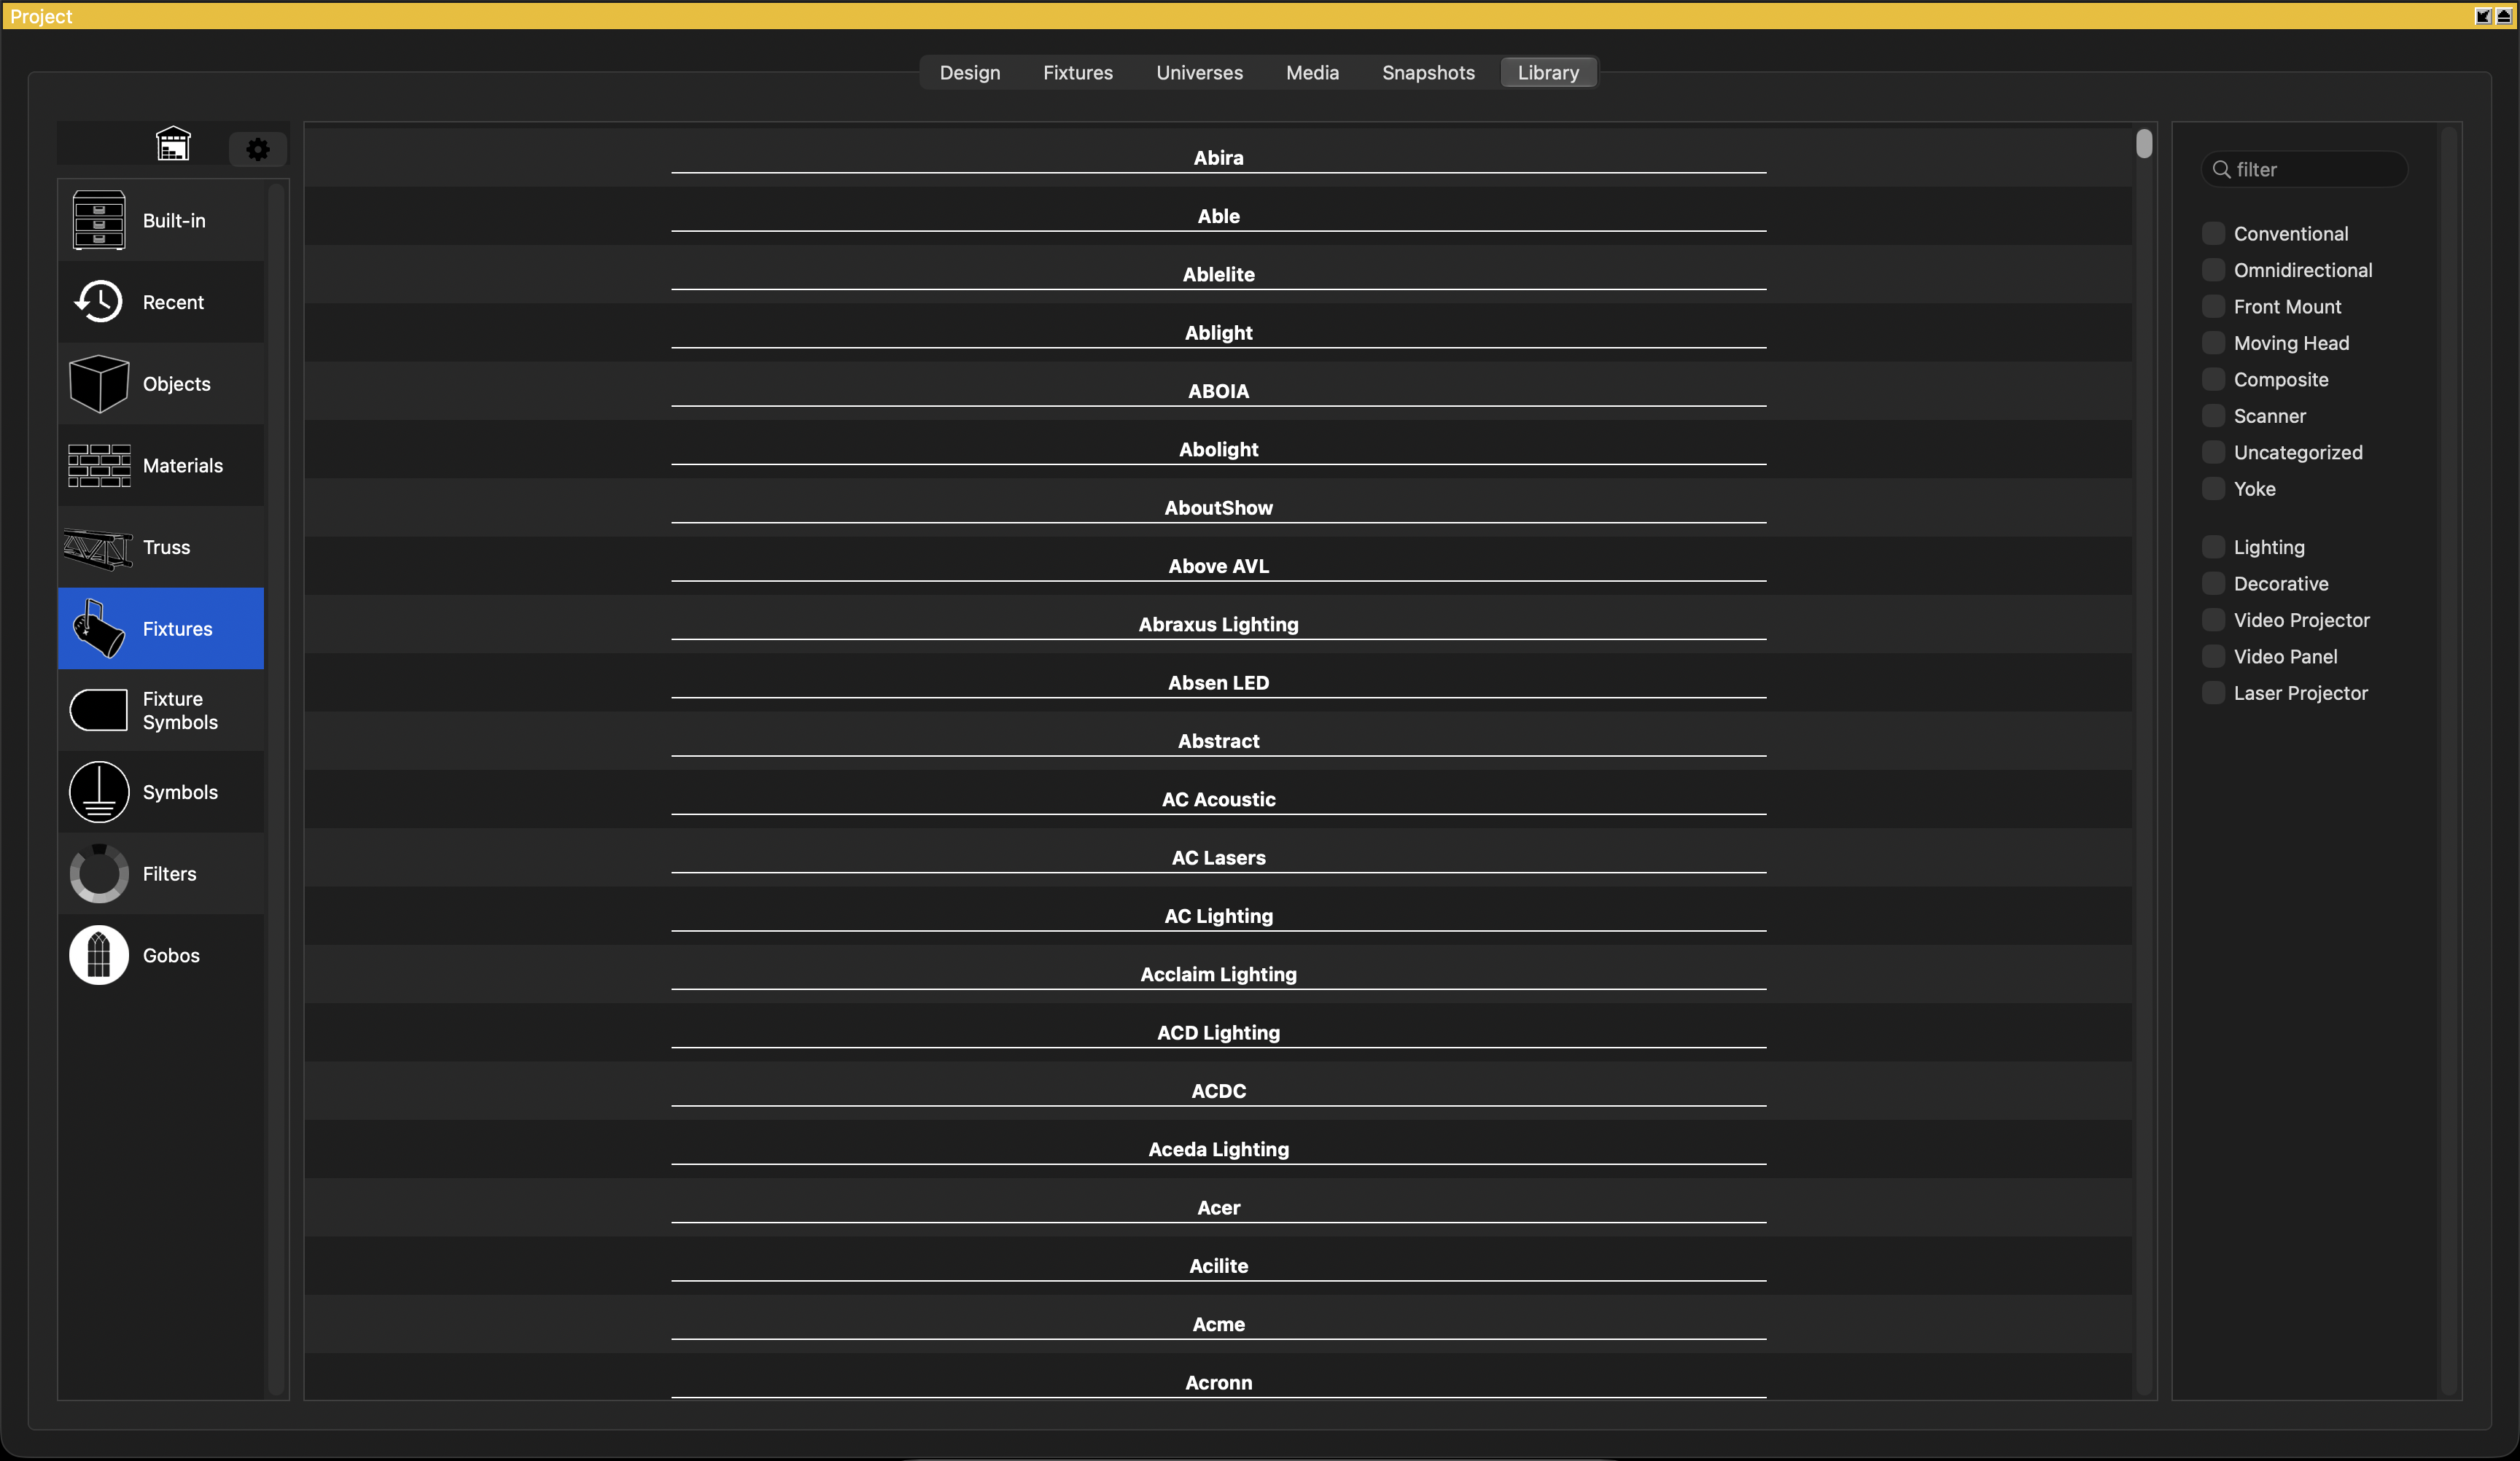 Project
Design
Fixtures
Universes
Media
Snapshots
Library
Built-in
Recent
Objects
Materials
Truss
Fixtures
Fixture
Symbols
Symbols
Filters
Gobos
Abira
Able
Ablelite
Ablight
ABOIA
Abolight
AboutShow
Above AVL
Abraxus Lighting
Absen LED
Abstract
AC Acoustic
AC Lasers
AC Lighting
Acclaim Lighting
ACD Lighting
ACDC
Aceda Lighting
Acer
Acilite
Acme
Acronn
filter
Conventional
Omnidirectional
Front Mount
Moving Head
Composite
Scanner
Uncategorized
Yoke
Lighting
Decorative
Video Projector
Video Panel
Laser Projector